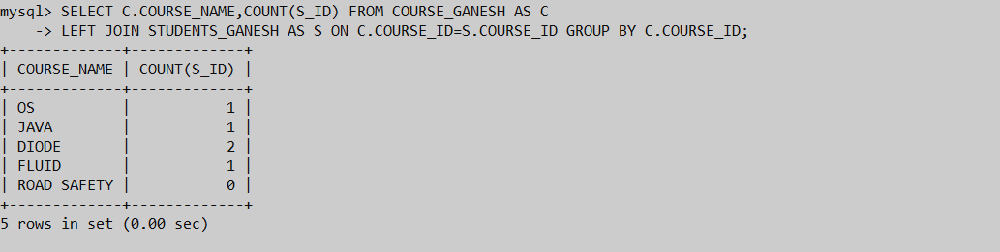 mysql> SELECT C.COURSE_NAME,COUNT(S_ID) FROM COURSE_GANESH AS C
    -> LEFT JOIN STUDENTS_GANESH AS S ON C.COURSE_ID=S.COURSE_ID GROUP BY C.COURSE_ID;
+-------------+-------------+
| COURSE_NAME | COUNT(S_ID) |
+-------------+-------------+
| OS          |           1 |
| JAVA        |           1 |
| DIODE       |           2 |
| FLUID       |           1 |
| ROAD SAFETY |           0 |
+-------------+-------------+
5 rows in set (0.00 sec)